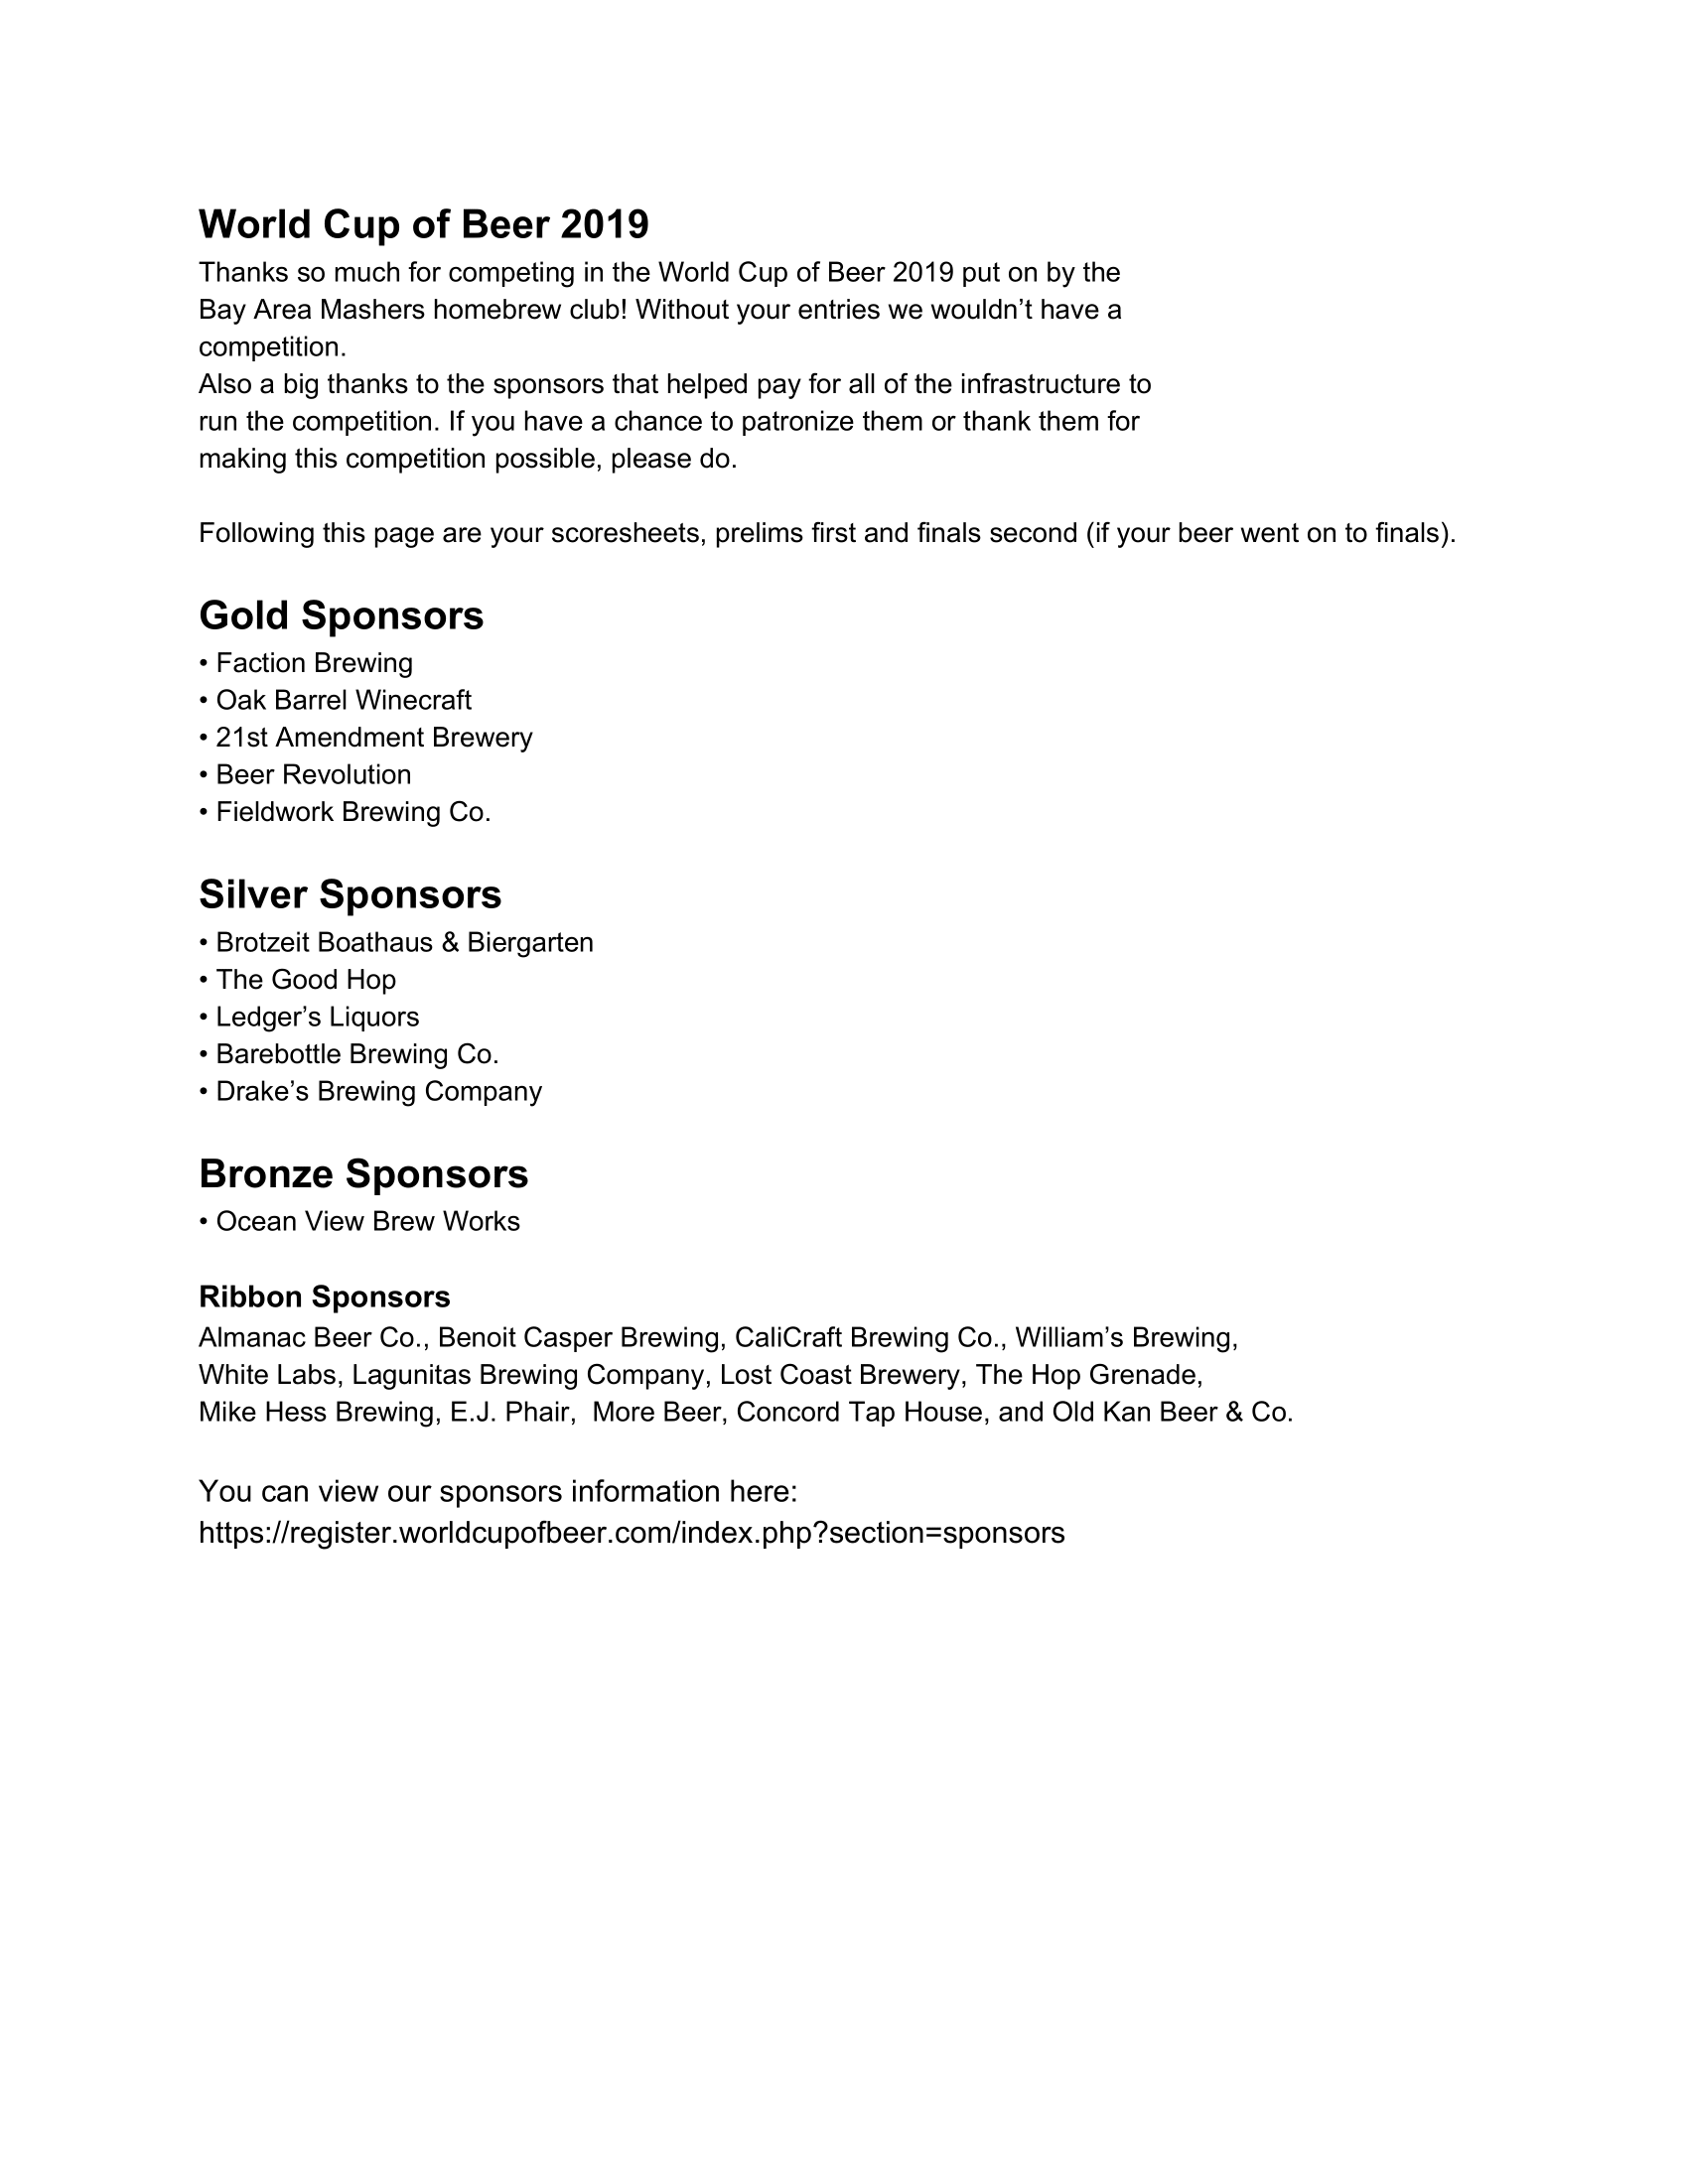 World Cup of Beer 2019
Thanks so much for competing in the World Cup of Beer 2019 put on by the
Bay Area Mashers homebrew club! Without your entries we wouldn’t have a
competition.
Also a big thanks to the sponsors that helped pay for all of the infrastructure to
run the competition. If you have a chance to patronize them or thank them for
making this competition possible, please do.
Following this page are your scoresheets, prelims first and finals second (if your beer went on to finals).
Gold Sponsors
• Faction Brewing
• Oak Barrel Winecraft
• 21st Amendment Brewery
• Beer Revolution
• Fieldwork Brewing Co.
Silver Sponsors
• Brotzeit Boathaus & Biergarten
• The Good Hop
• Ledger’s Liquors
• Barebottle Brewing Co.
• Drake’s Brewing Company
Bronze Sponsors
• Ocean View Brew Works
Ribbon Sponsors
Almanac Beer Co., Benoit Casper Brewing, CaliCraft Brewing Co., William’s Brewing,
White Labs, Lagunitas Brewing Company, Lost Coast Brewery, The Hop Grenade,
Mike Hess Brewing, E.J. Phair,  More Beer, Concord Tap House, and Old Kan Beer & Co.
You can view our sponsors information here:
https://register.worldcupofbeer.com/index.php?section=sponsors